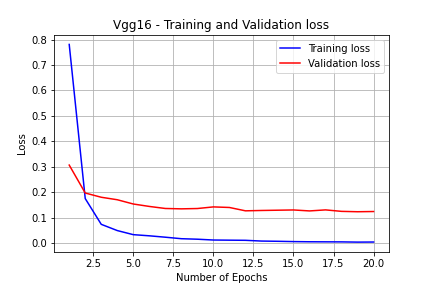 Vgg16 - Training and Validation loss
Training loss
Validation loss
0.8
0.7
0.6
0.5
0.4
0.3
0.2
0.1
0.0
Loss
2.5 5.0 7.5 10.0 12.5 15.0 17.5 20.0
Number of Epochs